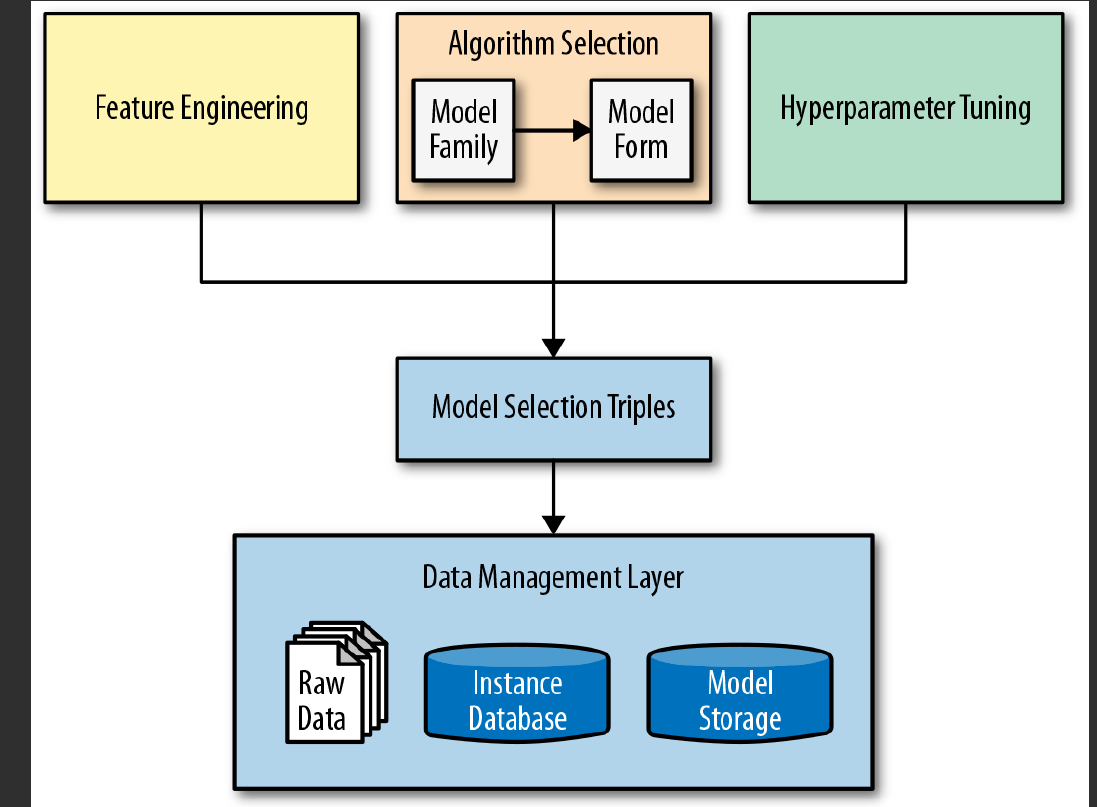 Feature Engineering
Algorithm Selection
Model
Family
Model
Form
Hyperparameter Tuning
Model Selection Triples
Data Management Layer
Raw
Data
Instance
Database
Model
Storage